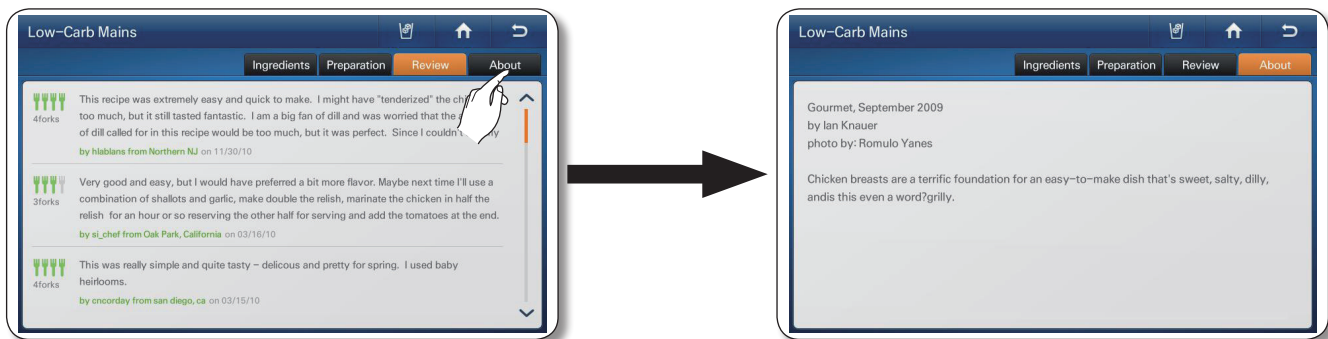 Low-Carb Mains
Ingredients Preparation Review About
4forks
This recipe was extremely easy and quick to make. I might have "tenderized" the
too much, but it still tasted fantastic. I am a big fan of dill and was worried that the
of dill called for in this recipe would be too much, but it was perfect. Since I couldn't
by hlablans from Northern NJ on 11/30/10
3forks
Very good and easy, but I would have preferred a bit more flavor. Maybe next time I'll use a
combination of shallots and garlic, make double the relish, marinate the chicken in half the
relish for an hour or so reserving the other half for serving and add the tomatoes at the end.
by si_chef from Oak Park, California on 03/16/10
4forks
This was really simple and quite tasty - delicous and pretty for spring. I used baby
heirlooms.
by cncorday from san diego, ca on 03/15/10
Low-Carb Mains
Ingredients Preparation Review About
Gourmet, September 2009
by Ian Knauer
photo by: Romulo Yanes
Chicken breasts are a terrific foundation for an easy-to-make dish that's sweet, salty, dilly,
andis this even a word?grilly.